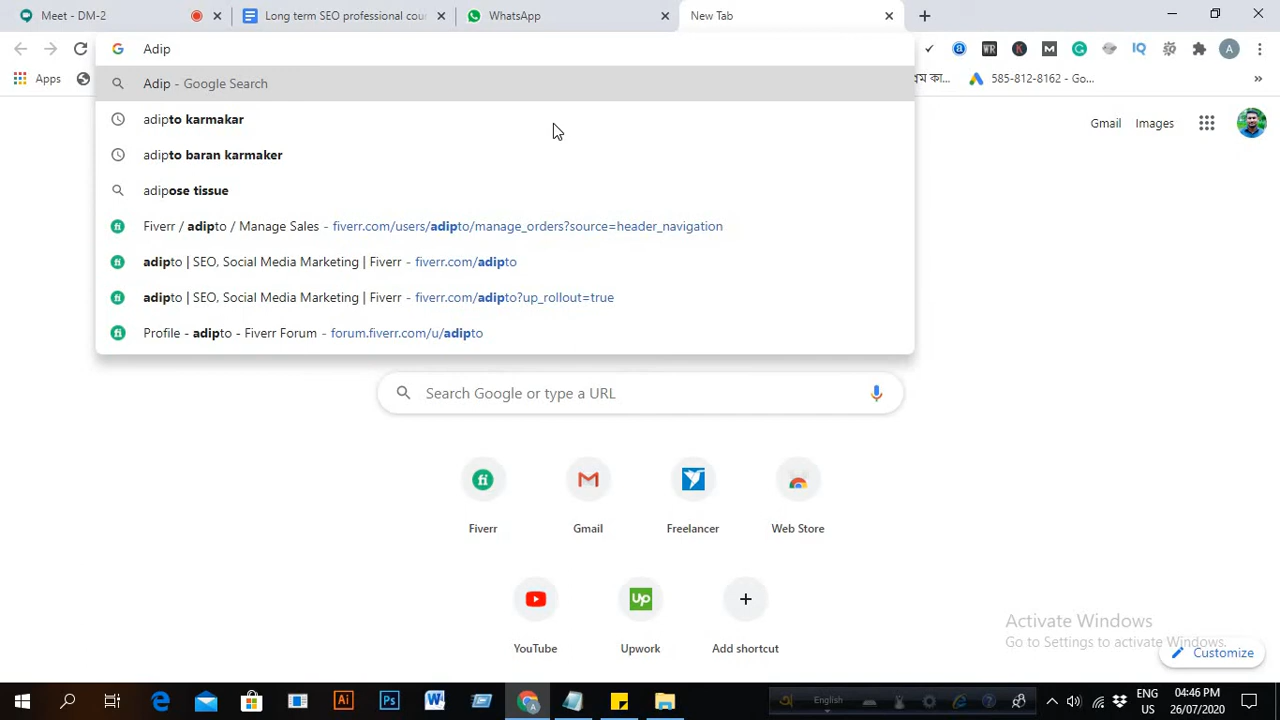 Meet - DM-2
Long term SEO professional cou
WhatsApp
New Tab
Adip
Apps
585-812-8162 - Go...
Adip - Google Search
adipto karmakar
adipto baran karmaker
adipose tissue
Fiverr / adipto / Manage Sales - fiverr.com/users/adipto/manage_orders?source=header_navigation
adipto | SEO, Social Media Marketing | Fiverr - fiverr.com/adipto
adipto | SEO, Social Media Marketing | Fiverr - fiverr.com/adipto?up_rollout=true
Profile - adipto - Fiverr Forum - forum.fiverr.com/u/adipto
Gmail
Images
Search Google or type a URL
Fiverr
Gmail
Freelancer
Web Store
YouTube
Upwork
Add shortcut
Activate Windows
Go to Settings to activate Windows.
Customize
English
ENG
US
04:46 PM
26/07/2020